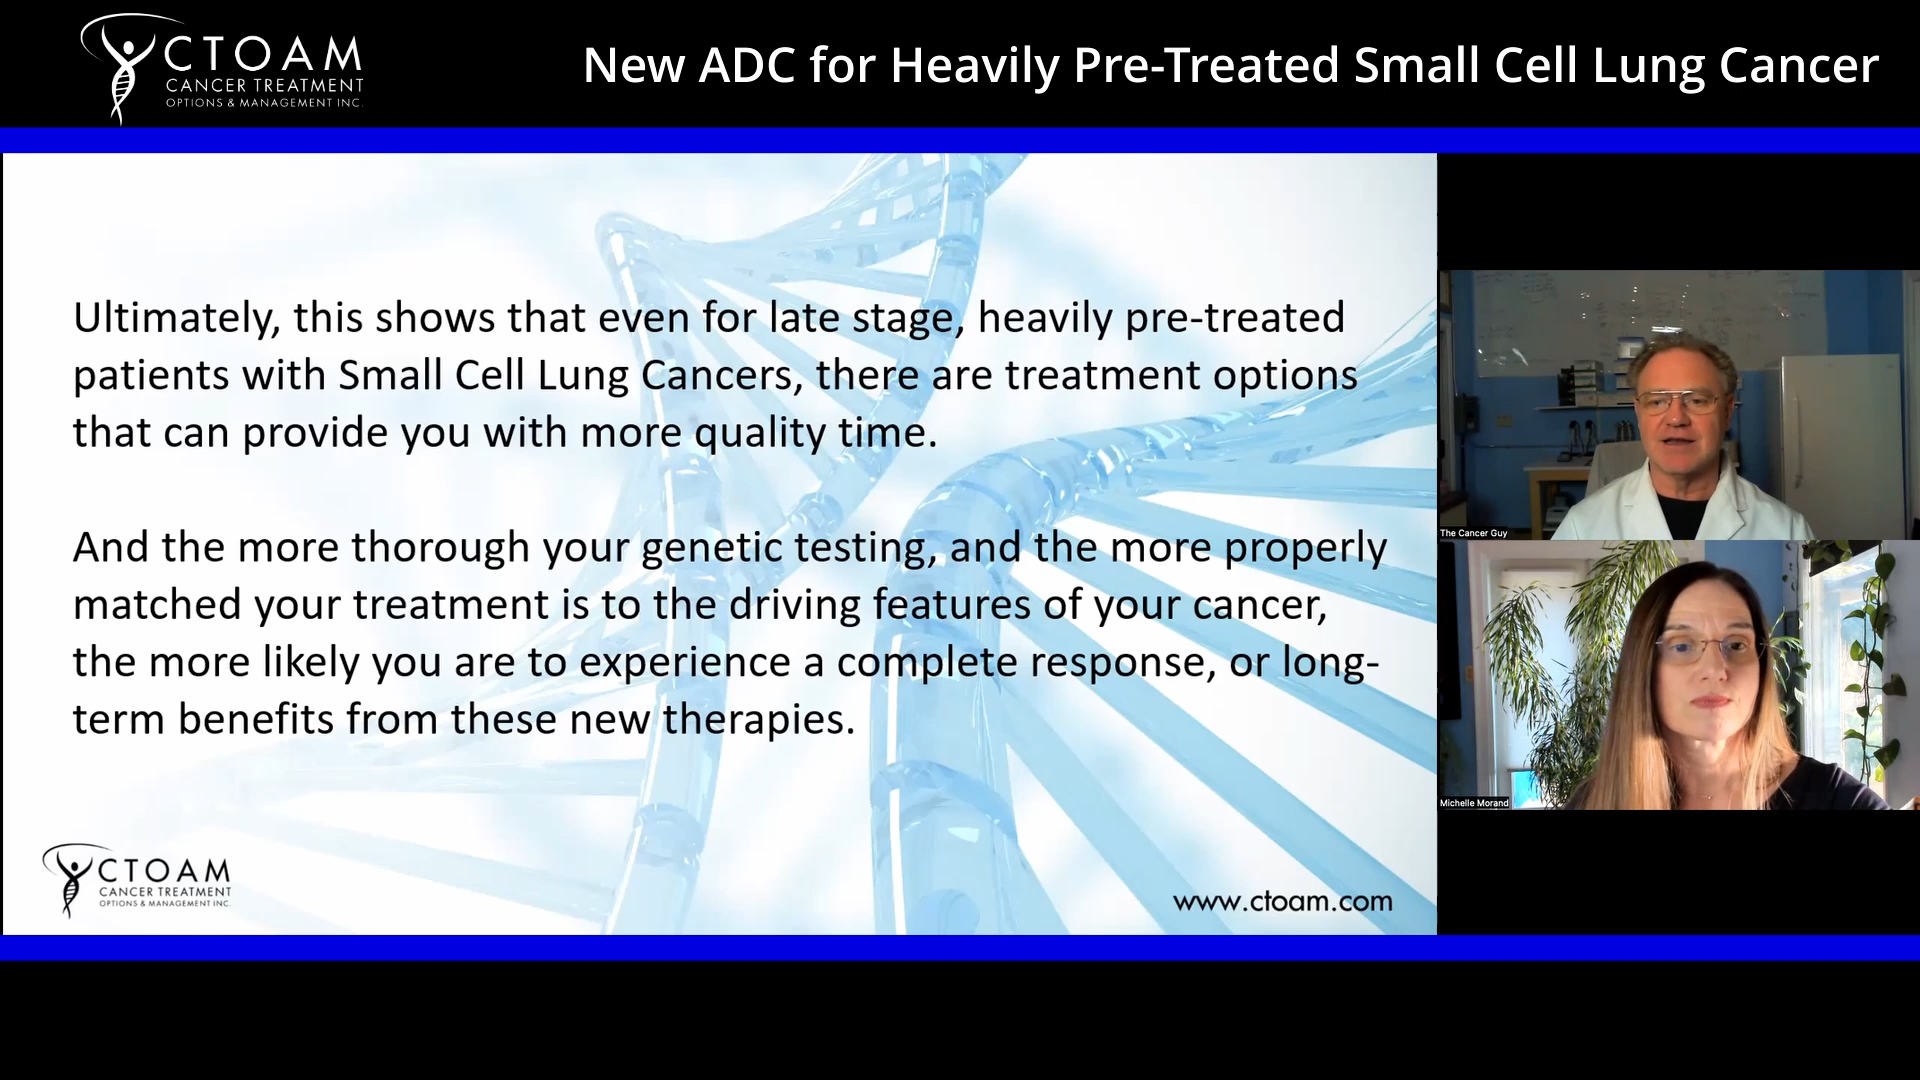 CTOAM
CANCER TREATMENT
OPTIONS & MANAGEMENT INC.
New ADC for Heavily Pre-Treated Small Cell Lung Cancer
Ultimately, this shows that even for late stage, heavily pre-treated
patients with Small Cell Lung Cancers, there are treatment options
that can provide you with more quality time.
And the more thorough your genetic testing, and the more properly
matched your treatment is to the driving features of your cancer,
the more likely you are to experience a complete response, or long-
term benefits from these new therapies.
CTOAM
CANCER TREATMENT
OPTIONS & MANAGEMENT INC.
www.ctoam.com
The Cancer Guy
Michelle Morand